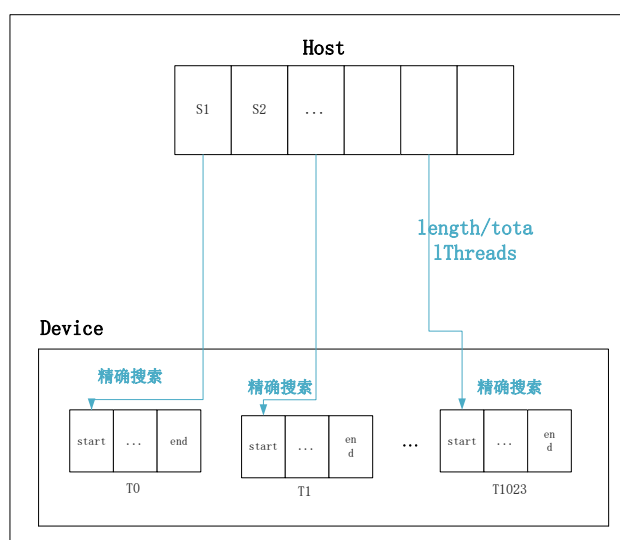 Host
S1 S2 ...
length/tota
lThreads
Device
精确搜索 精确搜索 精确搜索
start ... end start ... en
d ... start ... en
d
T0 T1 T1023